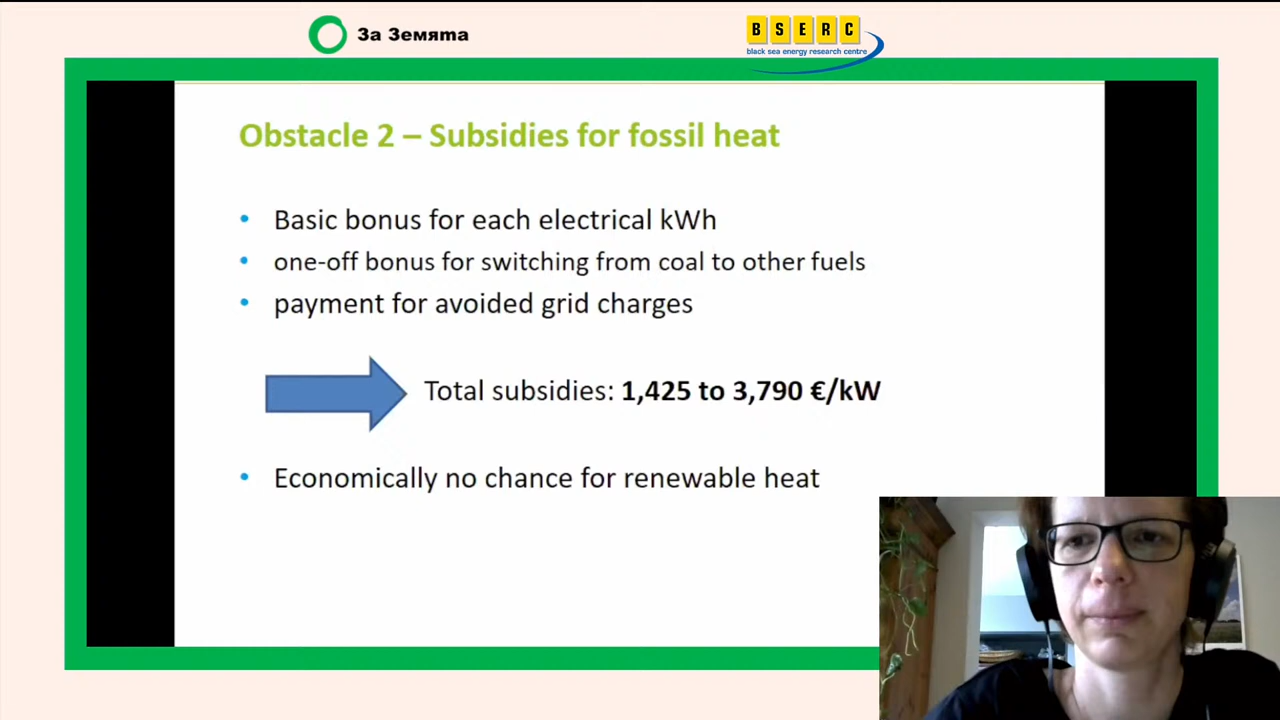 За Земята
BSERC
black sea energy research centre
Obstacle 2 – Subsidies for fossil heat
• Basic bonus for each electrical kWh
• one-off bonus for switching from coal to other fuels
• payment for avoided grid charges
Total subsidies: 1,425 to 3,790 €/kW
• Economically no chance for renewable heat